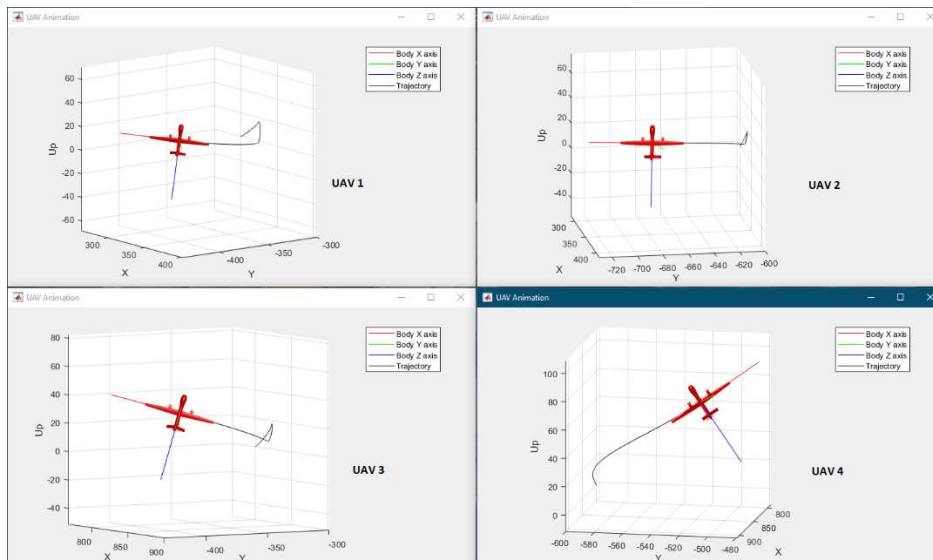 UAV Animation
Body X axis
Body Y axis
Body Z axis
Trajectory
60
40
20
0
-20
-40
-60
Up
300
350
400
X
-400
-350
-300
Y
UAV 1
UAV Animation
Body X axis
Body Y axis
Body Z axis
Trajectory
60
40
20
0
-20
-40
Up
300
350
400
X
-720
-700
-680
-660
-640
-620
-600
Y
UAV 2
UAV Animation
Body X axis
Body Y axis
Body Z axis
Trajectory
80
60
40
20
0
-20
-40
Up
800
850
900
X
-400
-350
-300
Y
UAV 3
UAV Animation
Body X axis
Body Y axis
Body Z axis
Trajectory
100
80
60
40
20
0
Up
-600
-580
-560
-540
-520
-500
-480
Y
800
850
900
X
UAV 4